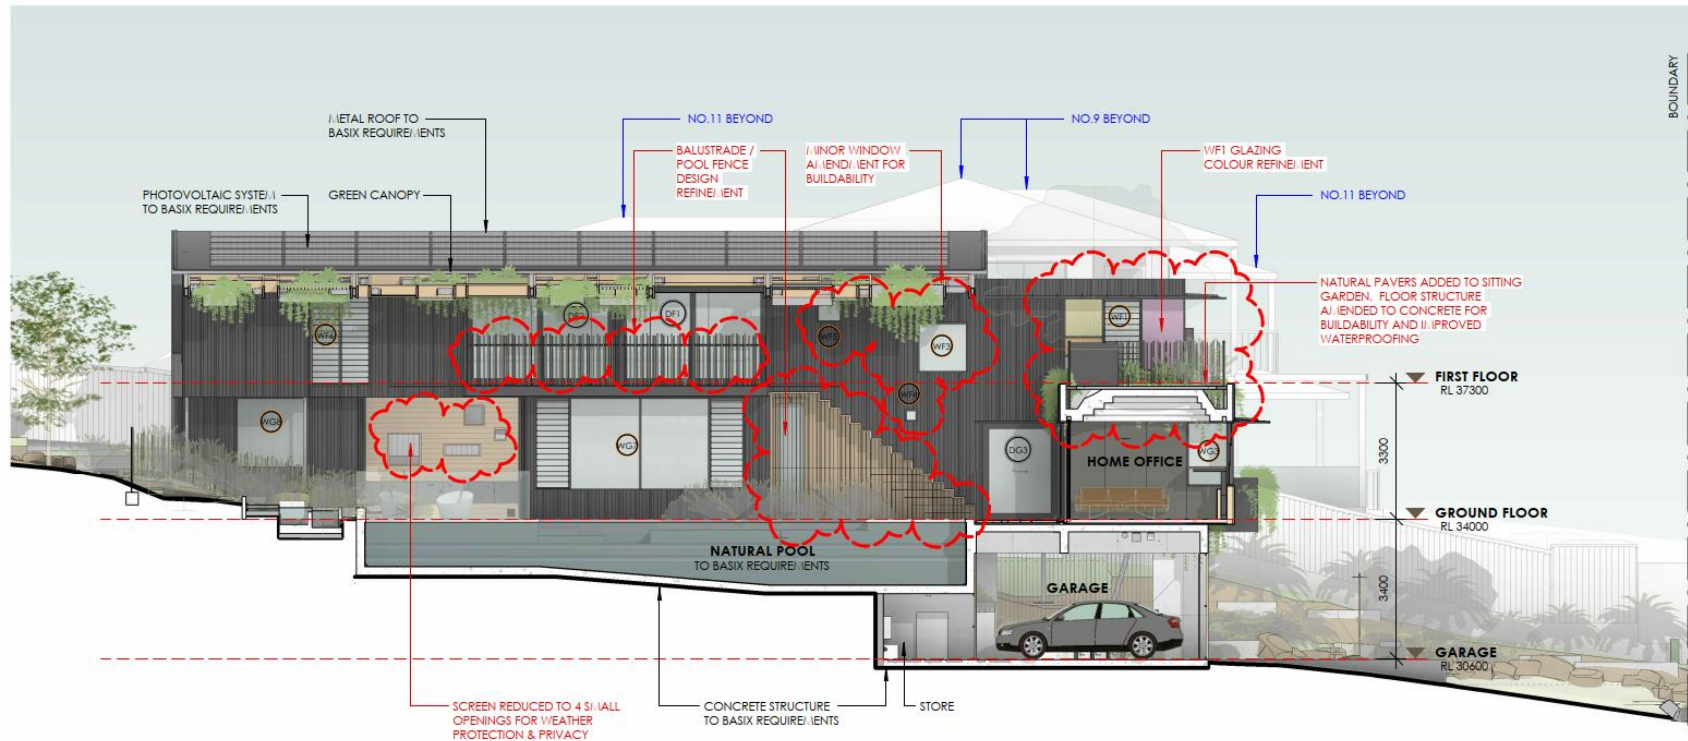 BOUNDARY
METAL ROOF TO
BASIX REQUIREMENTS
NO.11 BEYOND
NO.9 BEYOND
BALUSTRADE /
POOL FENCE
DESIGN
REFINEMENT
MINOR WINDOW
AMENDMENT FOR
BUILDABILITY
WF1 GLAZING
COLOUR REFINEMENT
PHOTOVOLTAIC SYSTEM
TO BASIX REQUIREMENTS
GREEN CANOPY
NO.11 BEYOND
NATURAL PAVERS ADDED TO SITTING
GARDEN. FLOOR STRUCTURE
AMENDED TO CONCRETE FOR
BUILDABILITY AND IMPROVED
WATERPROOFING
WF6
DF2
DF1
WF5
WF3
WF1
FIRST FLOOR
RL 37300
WF4
WG8
WG7
DG3
HOME OFFICE
WG3
3300
GROUND FLOOR
RL 34000
NATURAL POOL
TO BASIX REQUIREMENTS
GARAGE
3400
GARAGE
RL 30600
SCREEN REDUCED TO 4 SMALL
OPENINGS FOR WEATHER
PROTECTION & PRIVACY
CONCRETE STRUCTURE
TO BASIX REQUIREMENTS
STORE